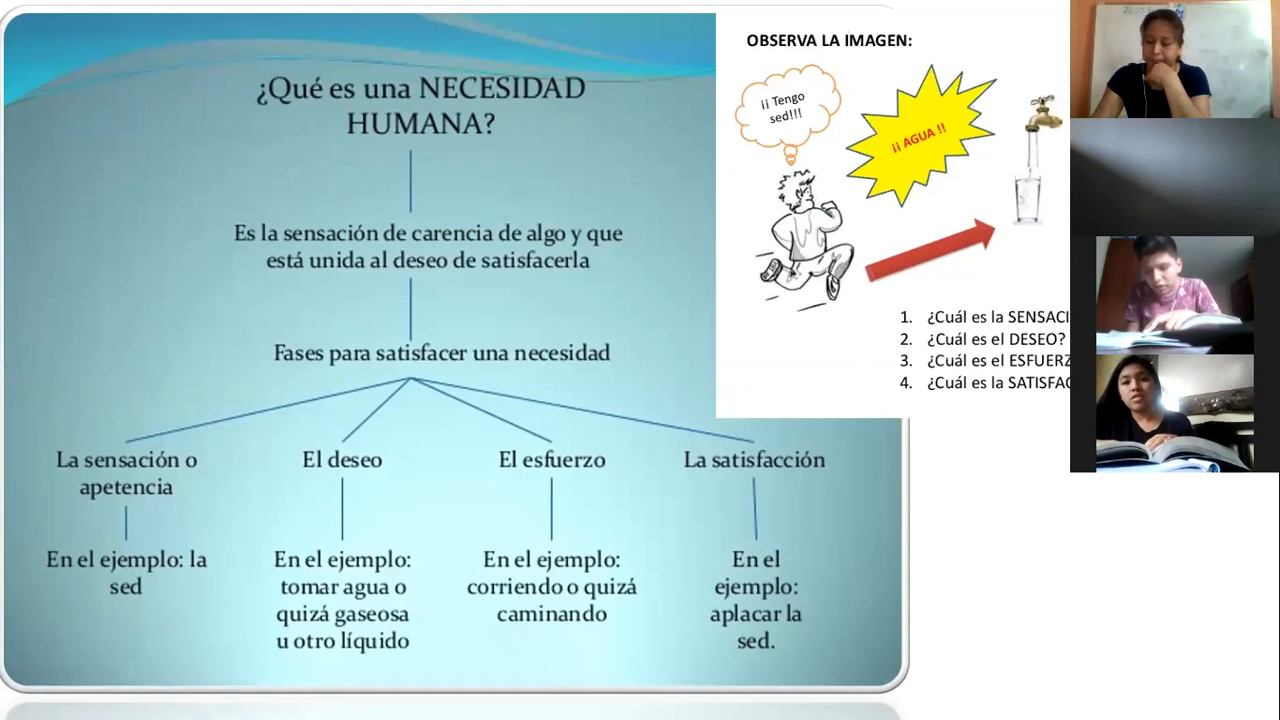 ¿Qué es una NECESIDAD
HUMANA?
Es la sensación de carencia de algo y que
está unida al deseo de satisfacerla
Fases para satisfacer una necesidad
La sensación o
apetencia
En el ejemplo: la
sed
El deseo
En el ejemplo:
tomar agua o
quizá gaseosa
u otro líquido
El esfuerzo
En el ejemplo:
corriendo o quizá
caminando
La satisfacción
En el
ejemplo:
aplacar la
sed.
OBSERVA LA IMAGEN:
¡¡ Tengo
sed!!!
¡¡ AGUA !!
1. ¿Cuál es la SENSACI
2. ¿Cuál es el DESEO?
3. ¿Cuál es el ESFUERZ
4. ¿Cuál es la SATISFAC